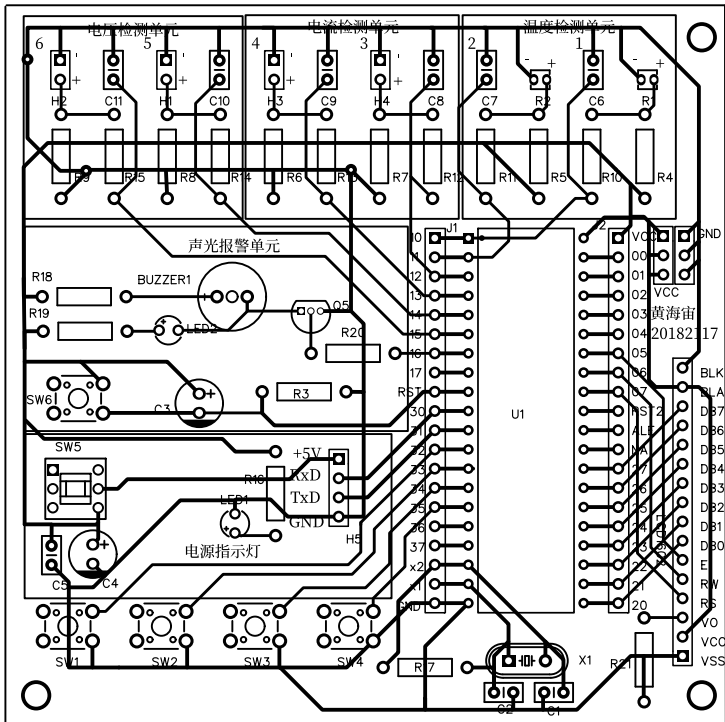 电压检测单元 电流检测单元 温度检测单元
6 - 5 - 4 - 3 - 2 - 1 -
+ + + + + +
H2 C11 H1 C10 H3 C9 H4 C8 C7 R2 C6 R1
R9 R15 R8 R14 R6 R7 R12 R11 R5 R10 R4
声光报警单元
J1 J2
10 VCC GND
11 00
12 01 VCC
13 02
14 03 黄海宙
15 04 20182117
16 05
17 06 BLK
RST 07 BLA
30 RST2 DB7
31 ALE DB6
32 NA DB5
33 27 DB4
34 26 DB3
35 25 DB2
36 24 DB1
37 23 DB0
X2 22 E
X1 21 RW
GND 20 RS
VO
VCC
VSS
U1
R18 BUZZER1
R19 LED2 Q5
R20
SW6 C3 R3
SW5 +5V
R16 RxD
LED1 TxD
GND
H5
电源指示灯
C5 C4
SW1 SW2 SW3 SW4
R17 X1 R21
C2 C1